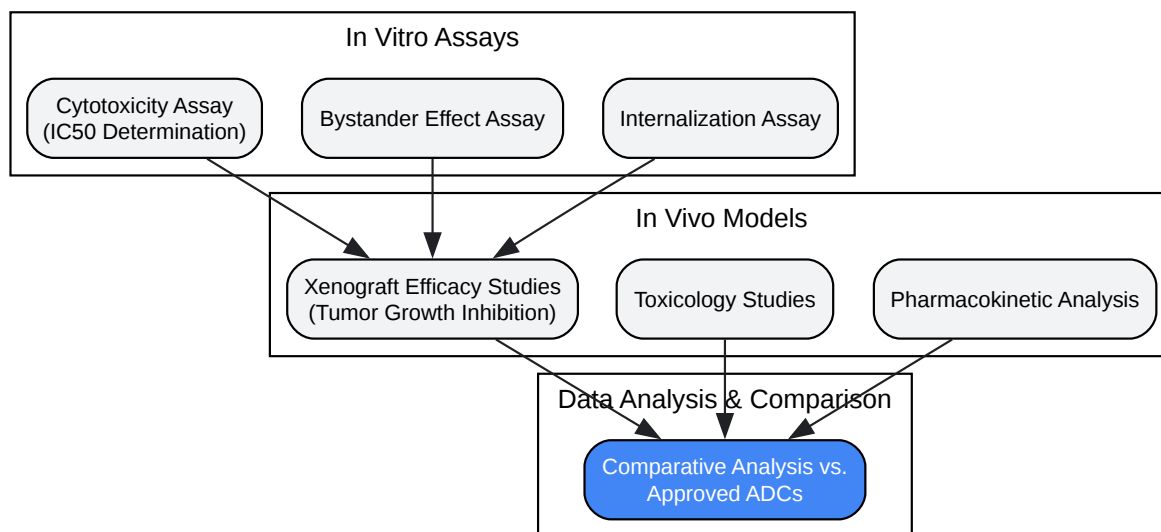 In Vitro Assays
Cytotoxicity Assay
(IC50 Determination)
Bystander Effect Assay
Internalization Assay
In Vivo Models
Xenograft Efficacy Studies
(Tumor Growth Inhibition)
Toxicology Studies
Pharmacokinetic Analysis
Data Analysis & Comparison
Comparative Analysis vs.
Approved ADCs